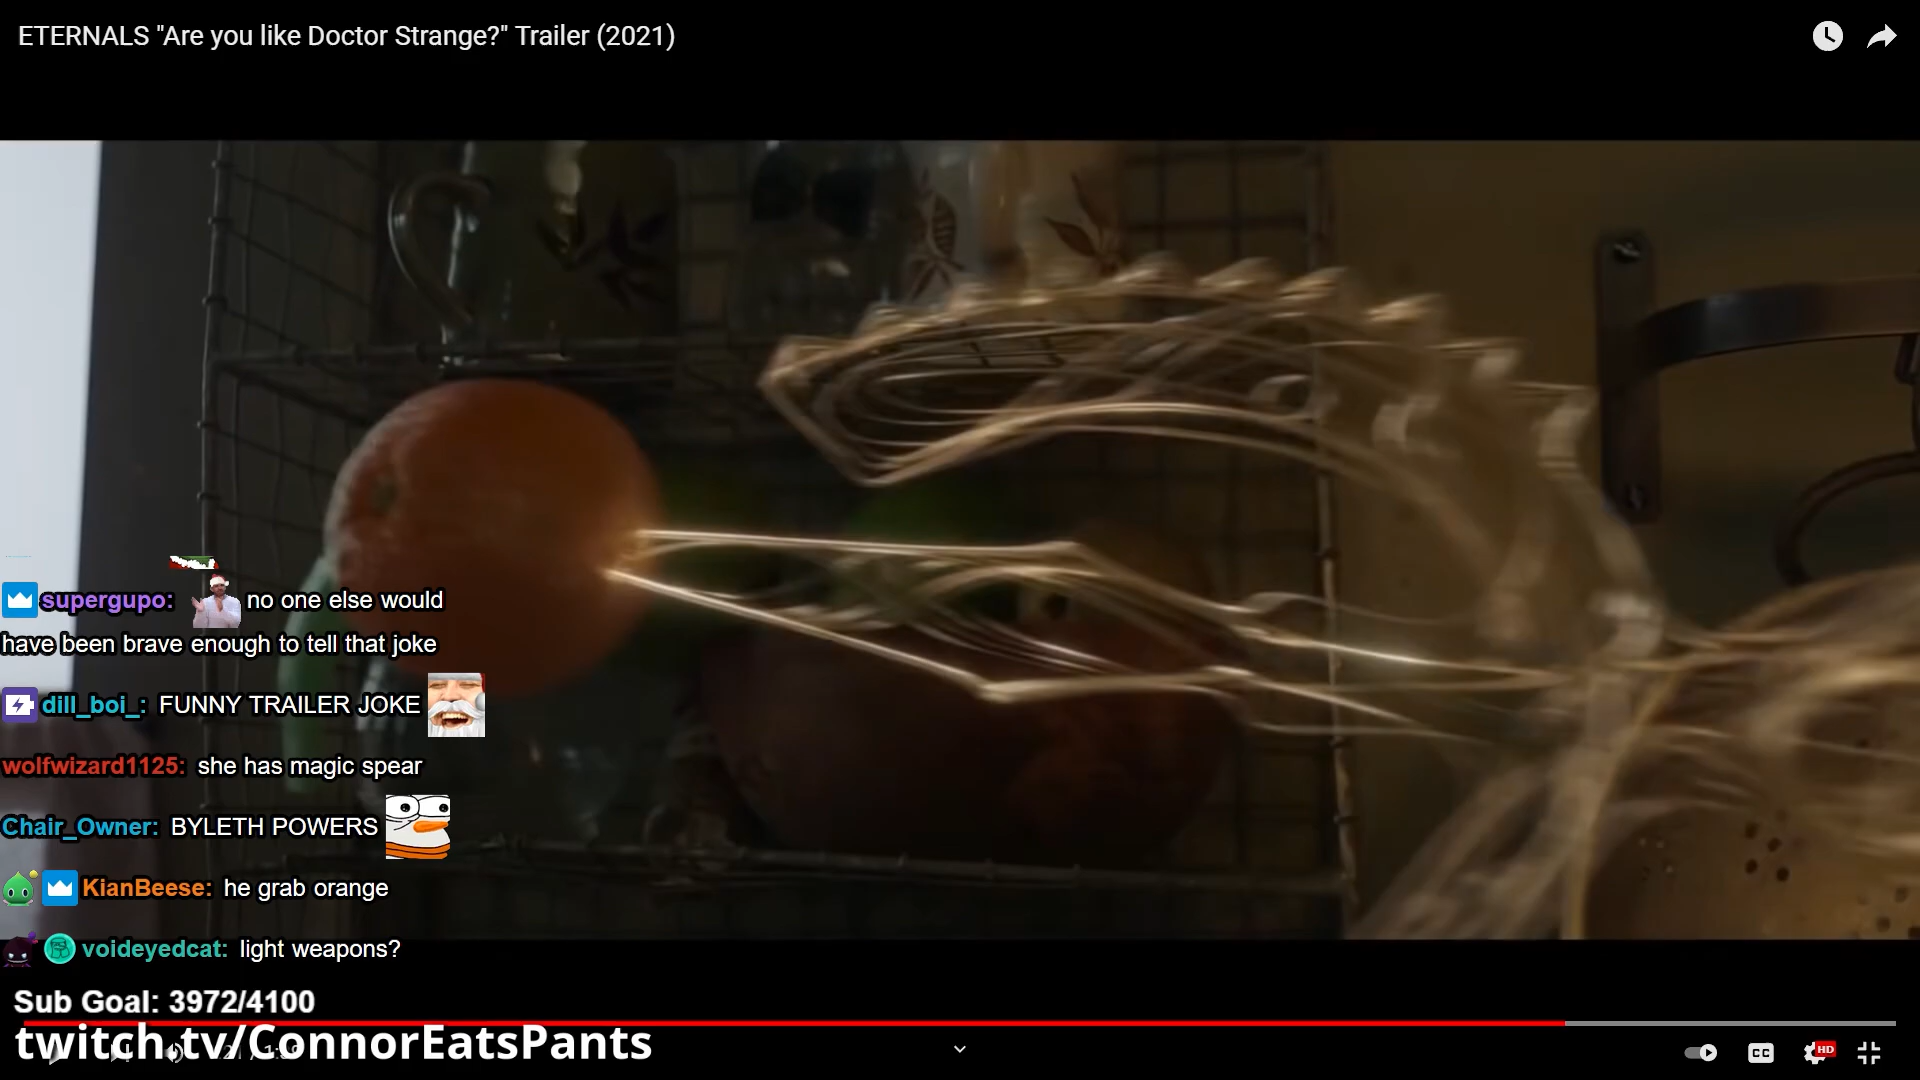 ETERNALS "Are you like Doctor Strange?" Trailer (2021)
supergupo: no one else would
have been brave enough to tell that joke
dill_boi_: FUNNY TRAILER JOKE
wolfwizard1125: she has magic spear
Chair_Owner: BYLETH POWERS
KianBeese: he grab orange
voideyedcat: light weapons?
Sub Goal: 3972/4100
twitch.tv/ConnorEatsPants
CC
HD